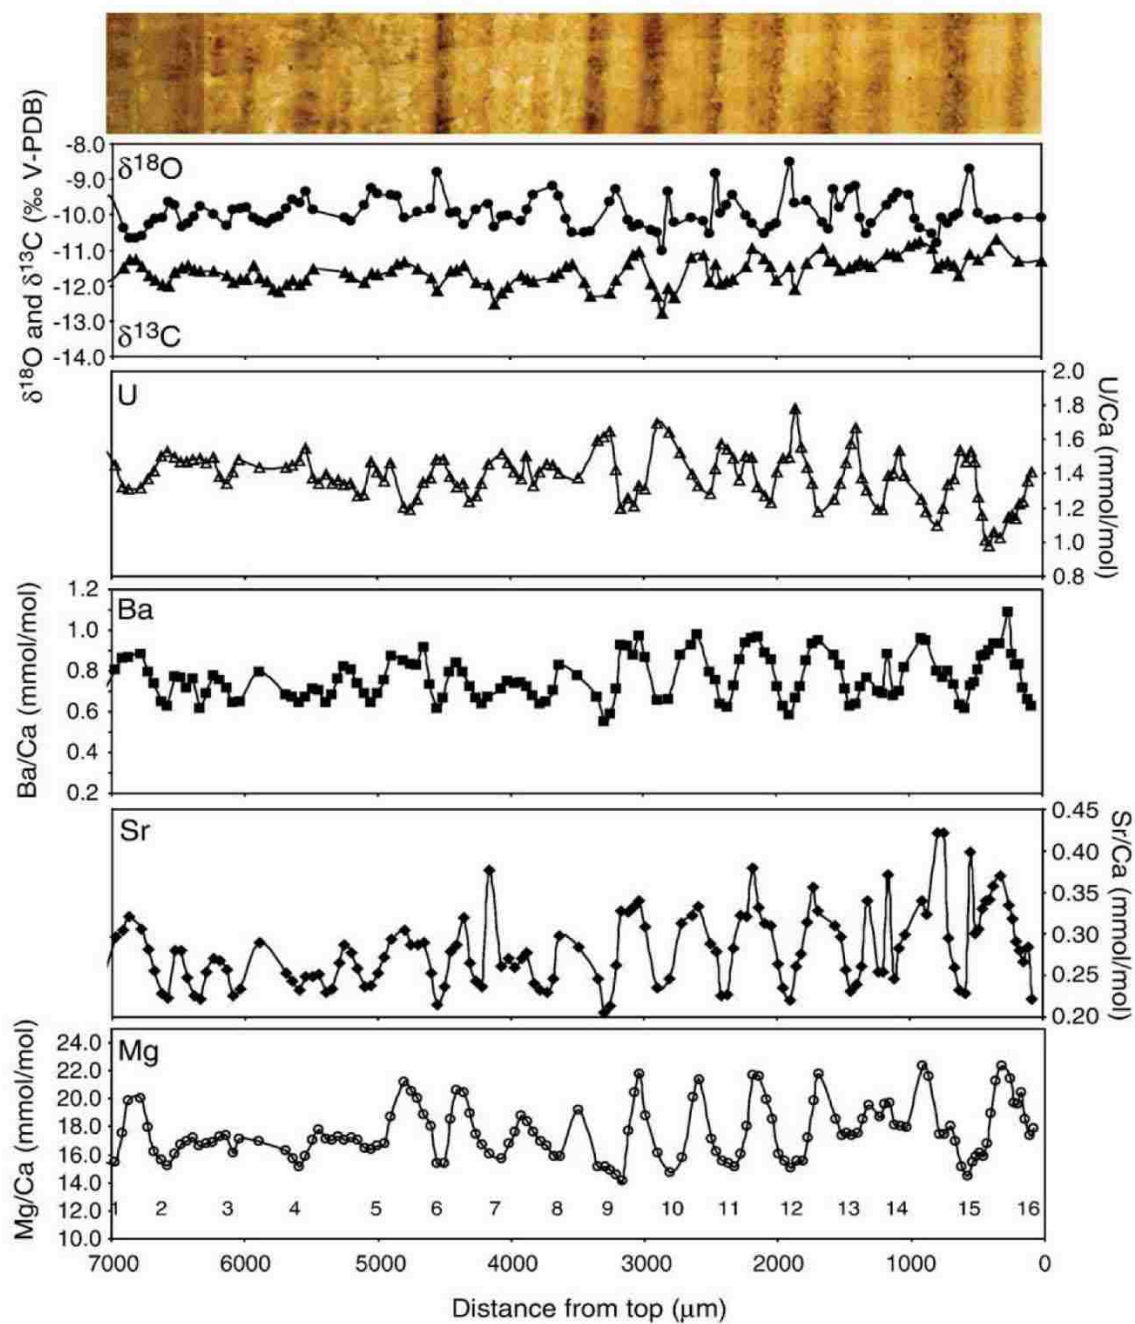 -8.0
δ¹⁸O
-9.0
-10.0
-11.0
-12.0
-13.0
δ¹³C
-14.0
δ¹⁸O and δ¹³C (‰ V-PDB)
U
2.0
1.8
1.6
1.4
1.2
1.0
0.8
U/Ca (mmol/mol)
Ba
1.2
1.0
0.8
0.6
0.4
0.2
Ba/Ca (mmol/mol)
Sr
0.45
0.40
0.35
0.30
0.25
0.20
Sr/Ca (mmol/mol)
Mg
24.0
22.0
20.0
18.0
16.0
14.0
12.0
10.0
Mg/Ca (mmol/mol)
1 2 3 4 5 6 7 8 9 10 11 12 13 14 15 16
7000 6000 5000 4000 3000 2000 1000 0
Distance from top (μm)